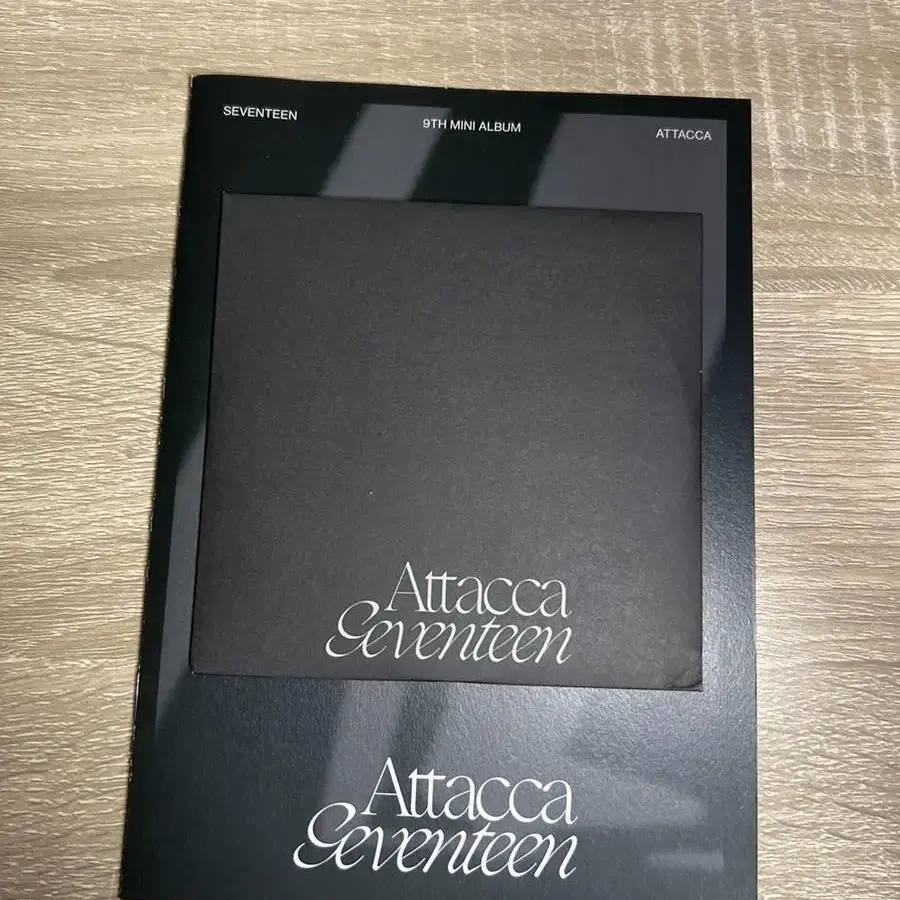 SEVENTEEN
9TH MINI ALBUM
ATTACCA
Attacca
Seventeen
Attacca
Seventeen